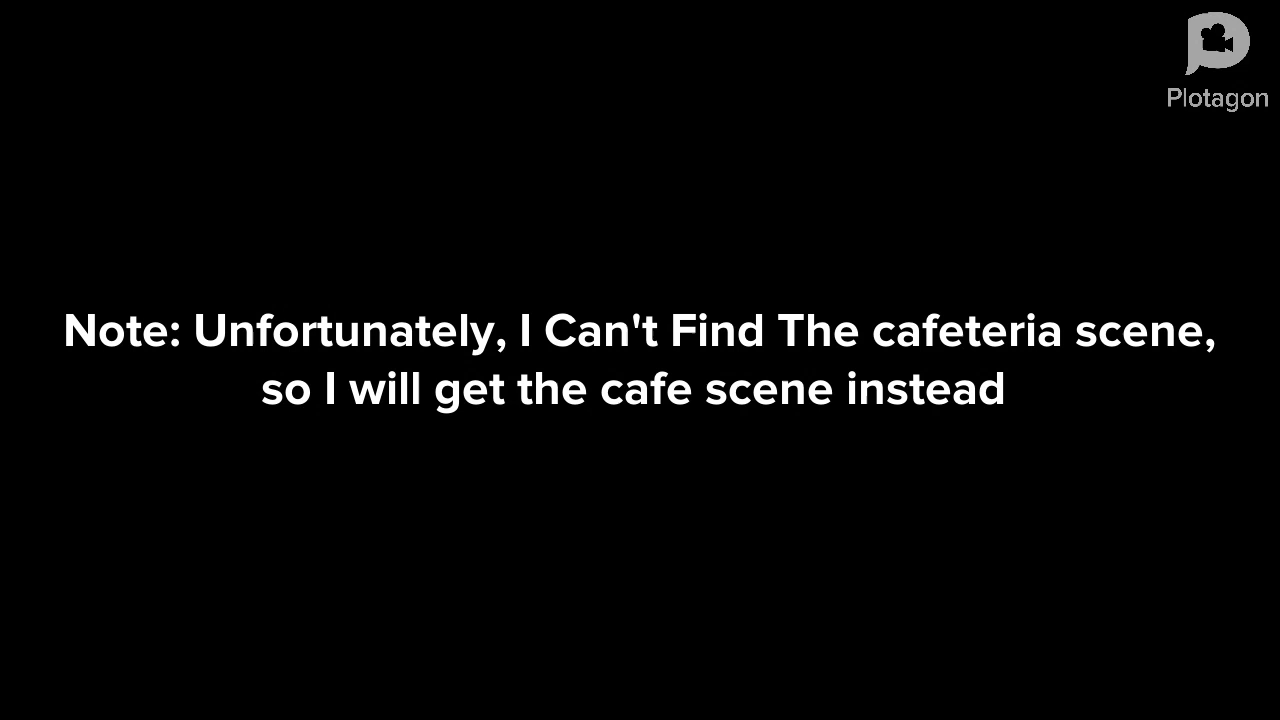 Plotagon
Note: Unfortunately, I Can't Find The cafeteria scene,
so I will get the cafe scene instead